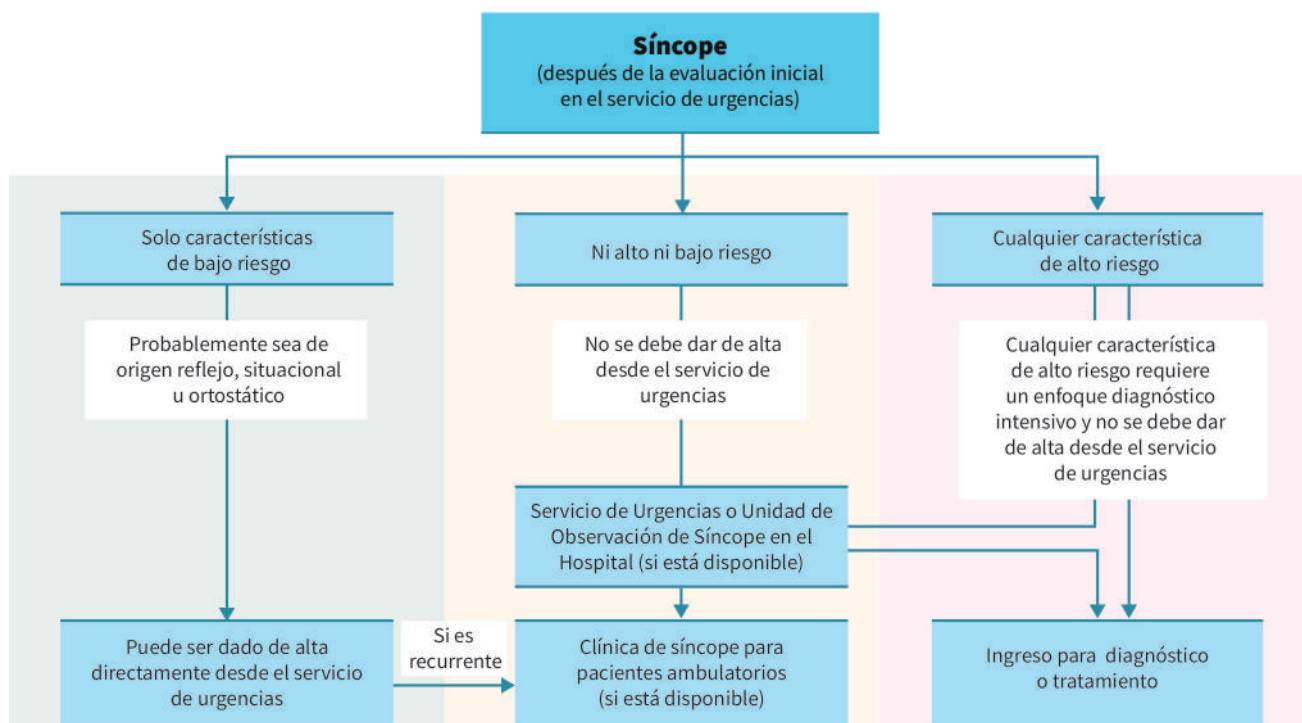 Síncope
(después de la evaluación inicial
en el servicio de urgencias)
Solo características
de bajo riesgo
Ni alto ni bajo riesgo
Cualquier característica
de alto riesgo
Probablemente sea de
origen reflejo, situacional
u ortostático
No se debe dar de alta
desde el servicio de
urgencias
Cualquier característica
de alto riesgo requiere
un enfoque diagnóstico
intensivo y no se debe dar
de alta desde el servicio
de urgencias
Servicio de Urgencias o Unidad de
Observación de Síncope en el
Hospital (si está disponible)
Puede ser dado de alta
directamente desde el servicio
de urgencias
Si es
recurrente
Clínica de síncope para
pacientes ambulatorios
(si está disponible)
Ingreso para diagnóstico
o tratamiento